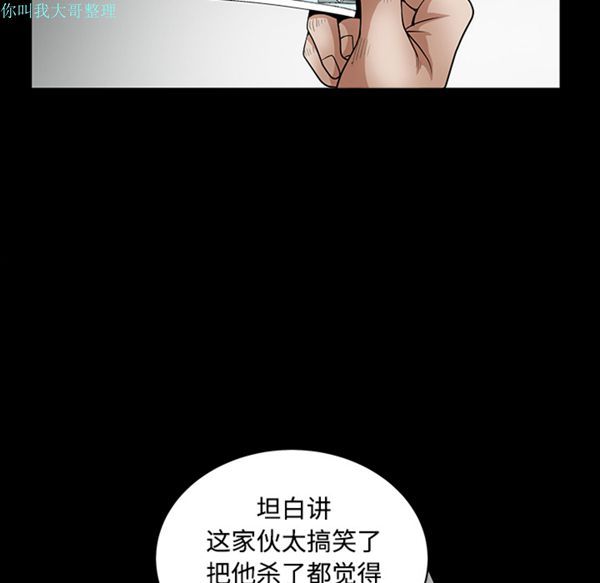 你叫我大哥整理
坦白讲
这家伙太搞笑了
把他杀了都觉得